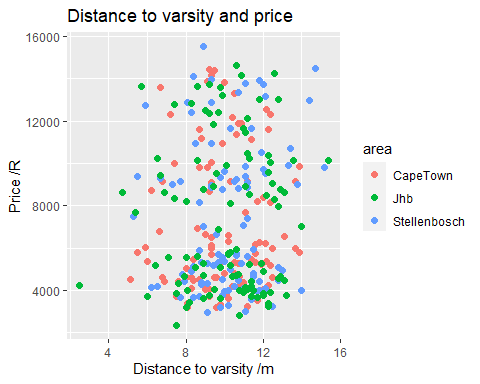 Distance to varsity and price
16000
12000
8000
4000
Price /R
4
8
12
16
Distance to varsity /m
area
CapeTown
Jhb
Stellenbosch